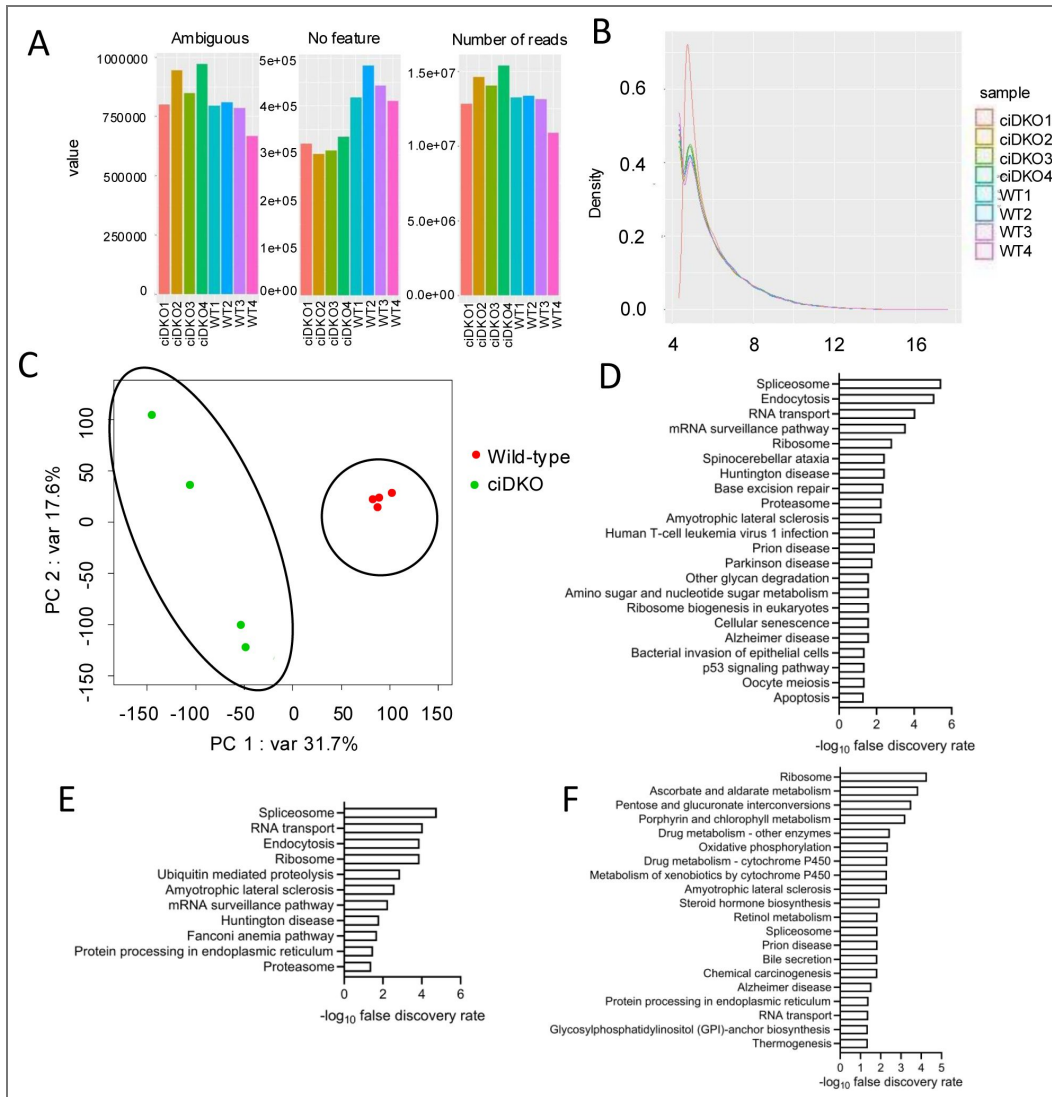 A
Ambiguous
No feature
Number of reads
value
1000000
750000
500000
250000
0
5e+05
4e+05
3e+05
2e+05
1e+05
0e+00
1.5e+07
1.0e+07
5.0e+06
0.0e+00
ciDKO1
ciDKO2
ciDKO3
ciDKO4
WT1
WT2
WT3
WT4
ciDKO1
ciDKO2
ciDKO3
ciDKO4
WT1
WT2
WT3
WT4
ciDKO1
ciDKO2
ciDKO3
ciDKO4
WT1
WT2
WT3
WT4
B
Density
0.6
0.4
0.2
0.0
4 8 12 16
sample
ciDKO1
ciDKO2
ciDKO3
ciDKO4
WT1
WT2
WT3
WT4
C
PC 2 : var 17.6%
100
50
0
-50
-100
-150
-150 -100 -50 0 50 100 150
PC 1 : var 31.7%
Wild-type
ciDKO
D
Spliceosome
Endocytosis
RNA transport
mRNA surveillance pathway
Ribosome
Spinocerebellar ataxia
Huntington disease
Base excision repair
Proteasome
Amyotrophic lateral sclerosis
Human T-cell leukemia virus 1 infection
Prion disease
Parkinson disease
Other glycan degradation
Amino sugar and nucleotide sugar metabolism
Ribosome biogenesis in eukaryotes
Cellular senescence
Alzheimer disease
Bacterial invasion of epithelial cells
p53 signaling pathway
Oocyte meiosis
Apoptosis
0 2 4 6
-log10 false discovery rate
E
Spliceosome
RNA transport
Endocytosis
Ribosome
Ubiquitin mediated proteolysis
Amyotrophic lateral sclerosis
mRNA surveillance pathway
Huntington disease
Fanconi anemia pathway
Protein processing in endoplasmic reticulum
Proteasome
0 2 4 6
-log10 false discovery rate
F
Ribosome
Ascorbate and aldarate metabolism
Pentose and glucuronate interconversions
Porphyrin and chlorophyll metabolism
Drug metabolism - other enzymes
Oxidative phosphorylation
Drug metabolism - cytochrome P450
Metabolism of xenobiotics by cytochrome P450
Amyotrophic lateral sclerosis
Steroid hormone biosynthesis
Retinol metabolism
Spliceosome
Prion disease
Bile secretion
Chemical carcinogenesis
Alzheimer disease
Protein processing in endoplasmic reticulum
RNA transport
Glycosylphosphatidylinositol (GPI)-anchor biosynthesis
Thermogenesis
0 1 2 3 4 5
-log10 false discovery rate